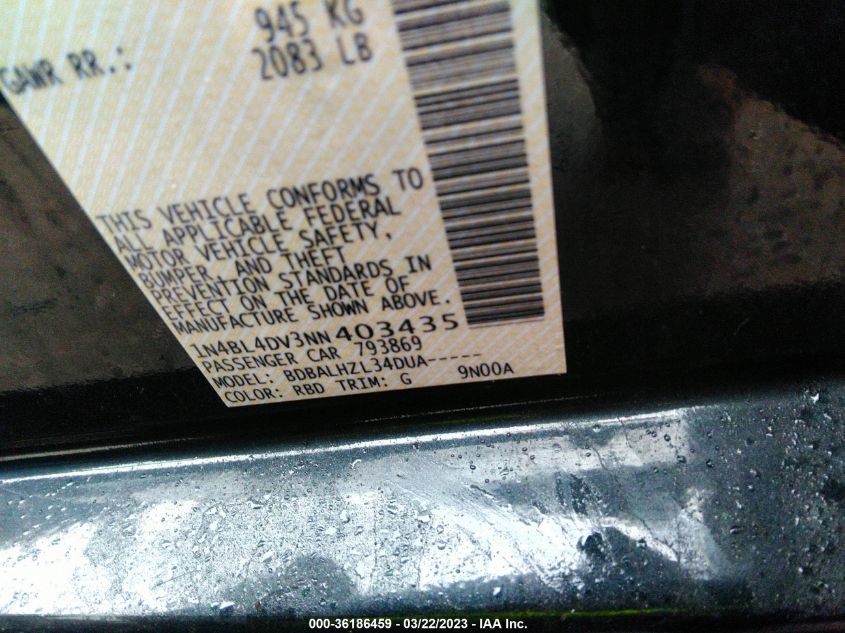 945 KG
GAWR RR.: 2083 LB
THIS VEHICLE CONFORMS TO
ALL APPLICABLE FEDERAL
MOTOR VEHICLE SAFETY,
BUMPER, AND THEFT
PREVENTION STANDARDS IN
EFFECT ON THE DATE OF
MANUFACTURE SHOWN ABOVE.
1N4BL4DV3NN403435
PASSENGER CAR 793869
MODEL: BDBALHZL34DUA-----
COLOR: RBD TRIM: G 9N00A
000-36186459 - 03/22/2023 - IAA Inc.